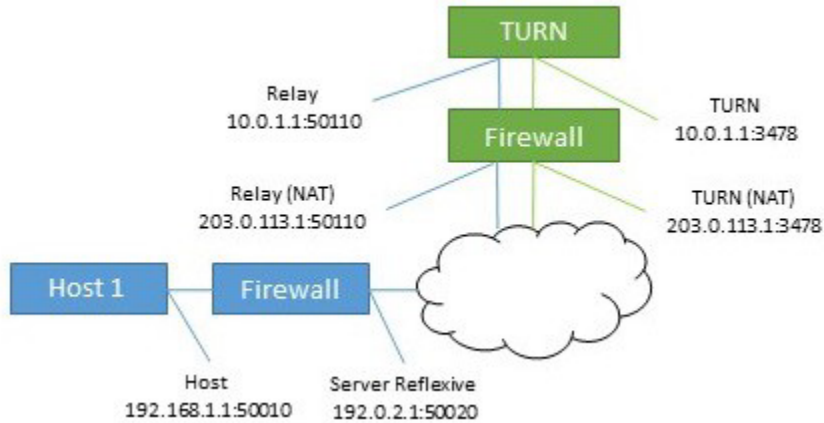 TURN
Relay
10.0.1.1:50110
TURN
10.0.1.1:3478
Firewall
Relay (NAT)
203.0.113.1:50110
TURN (NAT)
203.0.113.1:3478
Host 1
Firewall
Host
192.168.1.1:50010
Server Reflexive
192.0.2.1:50020